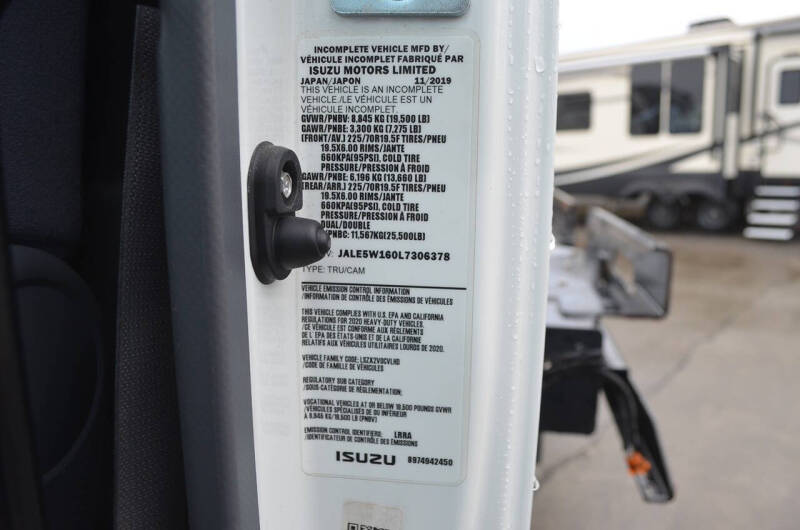 INCOMPLETE VEHICLE MFD BY/
VÉHICULE INCOMPLET FABRIQUÉ PAR
ISUZU MOTORS LIMITED
JAPAN/JAPON 11/2019
THIS VEHICLE IS AN INCOMPLETE
VEHICLE/LE VÉHICULE EST UN
VÉHICULE INCOMPLET.
GVWR/PNBV: 8,845 KG (19,500 LB)
GAWR/PNBE: 3,300 KG (7,275 LB)
(FRONT/AV.) 225/70R19.5F TIRES/PNEU
19.5X6.00 RIMS/JANTE
660KPA(95PSI), COLD TIRE
PRESSURE/PRESSION À FROID
GAWR/PNBE: 6,196 KG (13,660 LB)
(REAR/ARR.) 225/70R19.5F TIRES/PNEU
19.5X6.00 RIMS/JANTE
660KPA(95PSI), COLD TIRE
PRESSURE/PRESSION À FROID
DUAL/DOUBLE
/PNBC: 11,567KG(25,500LB)
: JALE5W160L7306378
TYPE: TRU/CAM
VEHICLE EMISSION CONTROL INFORMATION
/INFORMATION DE CONTRÔLE DES ÉMISSIONS DE VÉHICULES
THIS VEHICLE COMPLIES WITH U.S. EPA AND CALIFORNIA
REGULATIONS FOR 2020 HEAVY-DUTY VEHICLES.
/CE VÉHICULE EST CONFORME AUX RÈGLEMENTS
DE L' EPA DES ÉTATS-UNIS ET DE LA CALIFORNIE
RELATIFS AUX VÉHICULES UTILITAIRES LOURDS DE 2020.
VEHICLE FAMILY CODE: LSZX2VOCVLHD
/CODE DE FAMILLE DE VÉHICULES
REGULATORY SUB CATEGORY
/SOUS-CATÉGORIE DE RÉGLEMENTATION:
VOCATIONAL VEHICLES AT OR BELOW 19,500 POUNDS GVWR
/VÉHICULES SPÉCIALISÉS DE OU INFÉRIEUR
À 8,845 KG/19,500 LB (PNBV)
EMISSION CONTROL IDENTIFIERS: LRRA
/IDENTIFICATEUR DE CONTRÔLE DES ÉMISSIONS
ISUZU 8974942450